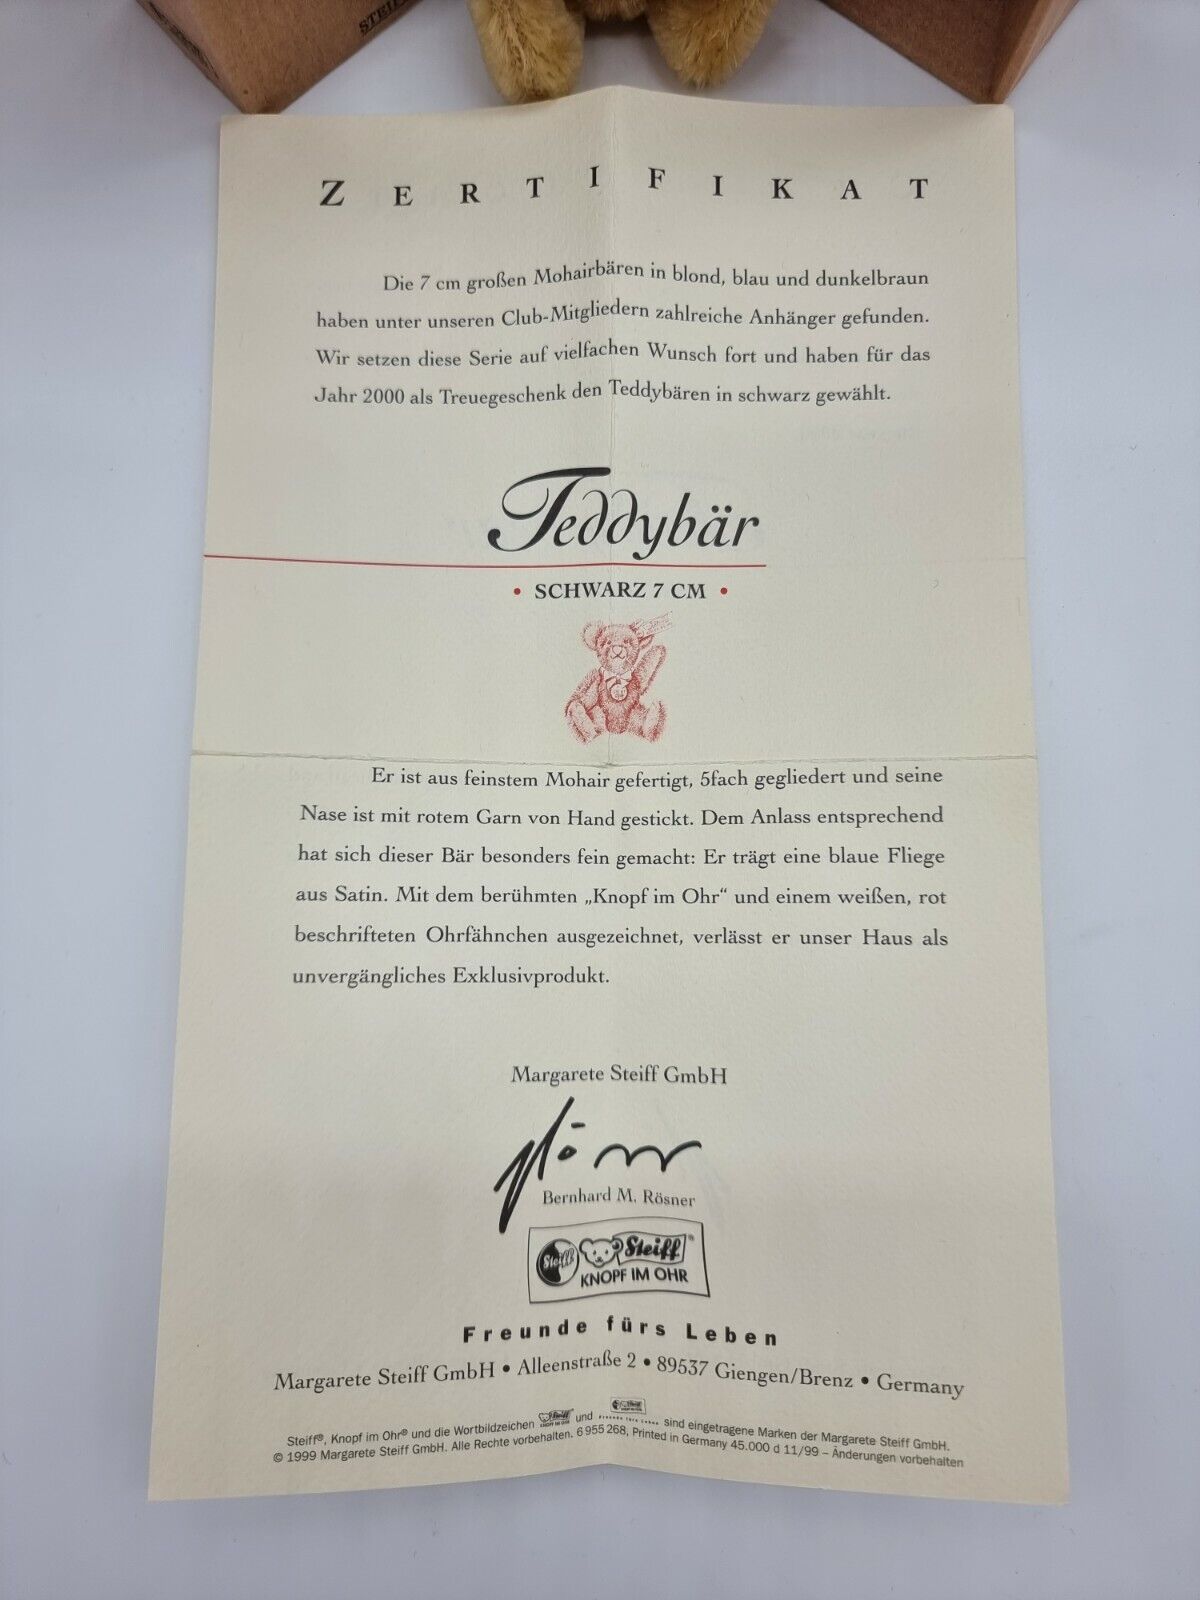 STEIFF
ZERTIFIKAT
Die 7 cm großen Mohairbären in blond, blau und dunkelbraun
haben unter unseren Club-Mitgliedern zahlreiche Anhänger gefunden.
Wir setzen diese Serie auf vielfachen Wunsch fort und haben für das
Jahr 2000 als Treuegeschenk den Teddybären in schwarz gewählt.
Teddybär
• SCHWARZ 7 CM •
Er ist aus feinstem Mohair gefertigt, 5fach gegliedert und seine
Nase ist mit rotem Garn von Hand gestickt. Dem Anlass entsprechend
hat sich dieser Bär besonders fein gemacht: Er trägt eine blaue Fliege
aus Satin. Mit dem berühmten „Knopf im Ohr“ und einem weißen, rot
beschrifteten Ohrfähnchen ausgezeichnet, verlässt er unser Haus als
unvergängliches Exklusivprodukt.
Margarete Steiff GmbH
Bernhard M. Rösner
Steiff Steiff®
KNOPF IM OHR
Freunde fürs Leben
Margarete Steiff GmbH • Alleenstraße 2 • 89537 Giengen/Brenz • Germany
Steiff®, Knopf im Ohr® und die Wortbildzeichen Steiff und sind eingetragene Marken der Margarete Steiff GmbH.
© 1999 Margarete Steiff GmbH. Alle Rechte vorbehalten. 6 955 268, Printed in Germany 45.000 d 11/99 – Änderungen vorbehalten